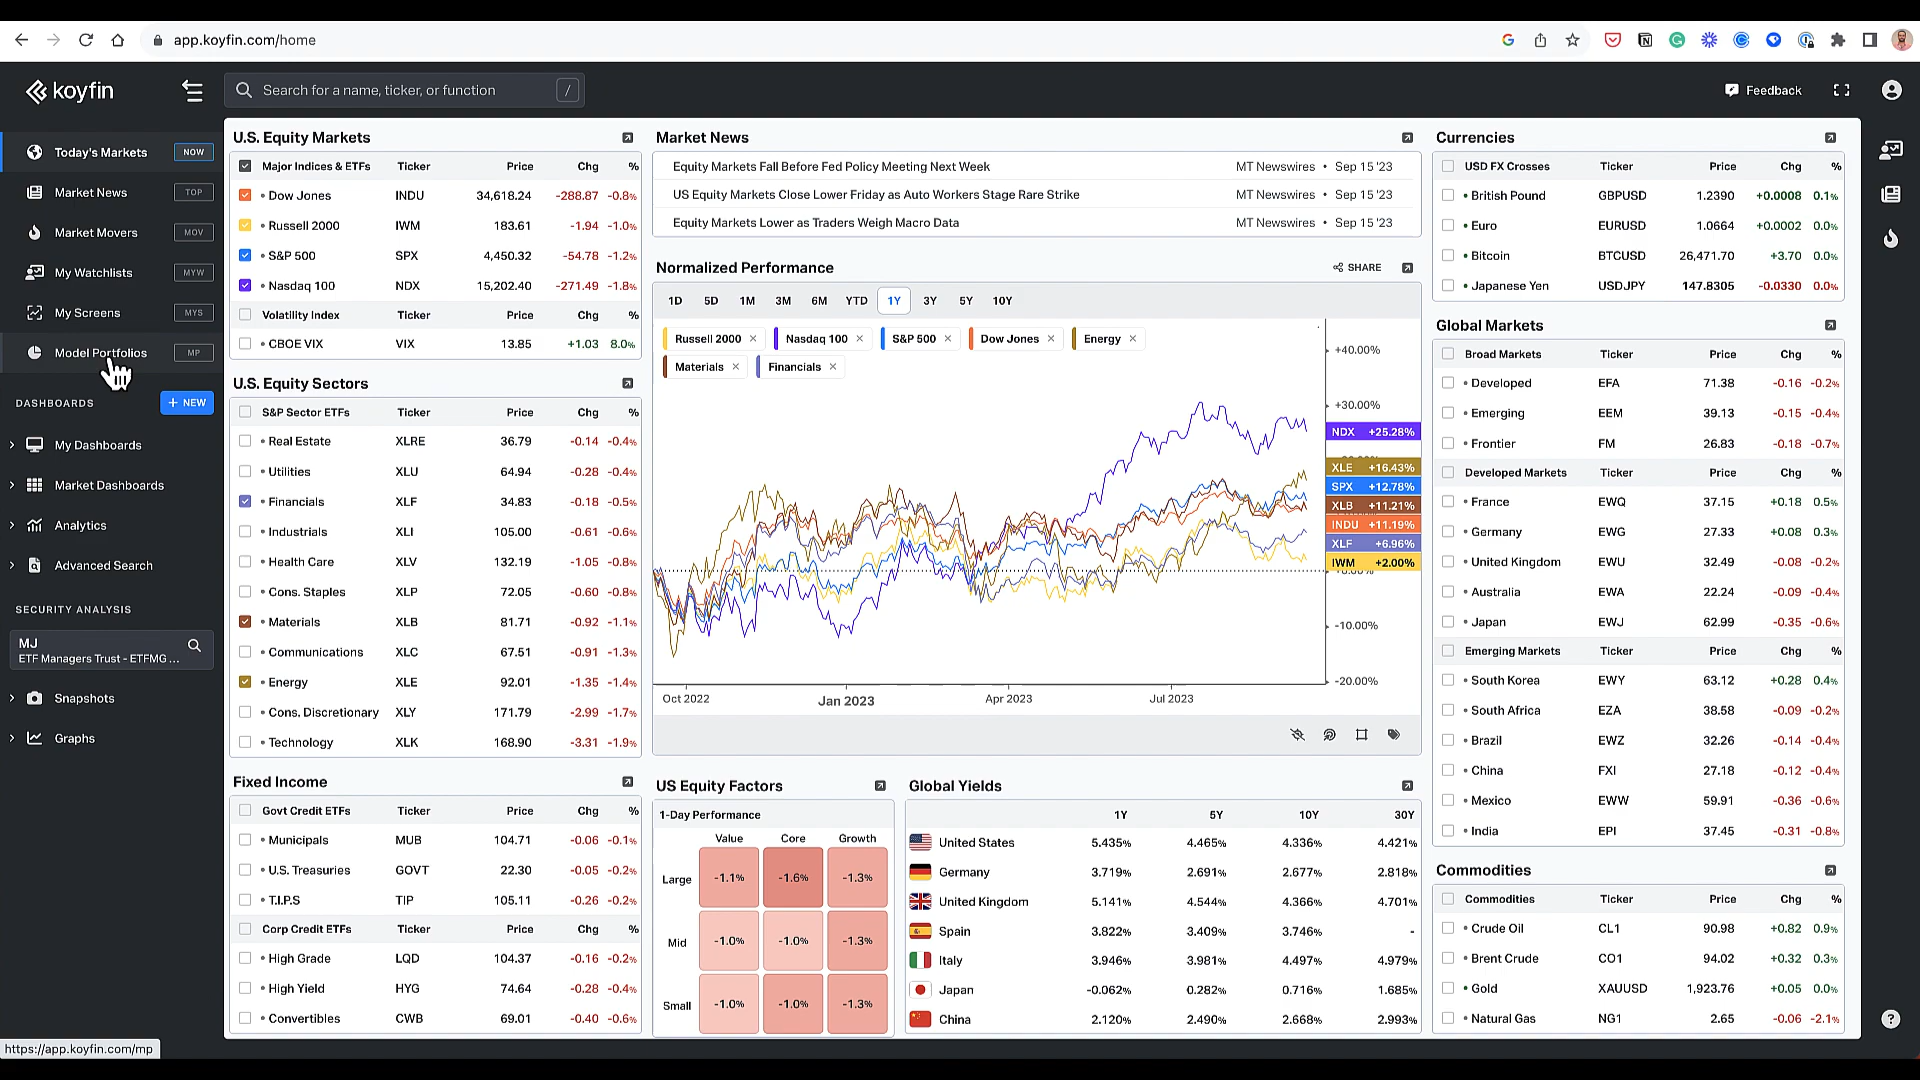 app.koyfin.com/home
koyfin
Search for a name, ticker, or function /
Feedback
Today's Markets NOW
Market News TOP
Market Movers MOV
My Watchlists MYW
My Screens MYS
Model Portfolios MP
DASHBOARDS + NEW
My Dashboards
Market Dashboards
Analytics
Advanced Search
SECURITY ANALYSIS
MJ
ETF Managers Trust - ETFMG ...
Snapshots
Graphs
https://app.koyfin.com/mp
U.S. Equity Markets
Major Indices & ETFs Ticker Price Chg %
Dow Jones INDU 34,618.24 -288.87 -0.8%
Russell 2000 IWM 183.61 -1.94 -1.0%
S&P 500 SPX 4,450.32 -54.78 -1.2%
Nasdaq 100 NDX 15,202.40 -271.49 -1.8%
Volatility Index Ticker Price Chg %
CBOE VIX VIX 13.85 +1.03 8.0%
U.S. Equity Sectors
S&P Sector ETFs Ticker Price Chg %
Real Estate XLRE 36.79 -0.14 -0.4%
Utilities XLU 64.94 -0.28 -0.4%
Financials XLF 34.83 -0.18 -0.5%
Industrials XLI 105.00 -0.61 -0.6%
Health Care XLV 132.19 -1.05 -0.8%
Cons. Staples XLP 72.05 -0.60 -0.8%
Materials XLB 81.71 -0.92 -1.1%
Communications XLC 67.51 -0.91 -1.3%
Energy XLE 92.01 -1.35 -1.4%
Cons. Discretionary XLY 171.79 -2.99 -1.7%
Technology XLK 168.90 -3.31 -1.9%
Fixed Income
Govt Credit ETFs Ticker Price Chg %
Municipals MUB 104.71 -0.06 -0.1%
U.S. Treasuries GOVT 22.30 -0.05 -0.2%
T.I.P.S TIP 105.11 -0.26 -0.2%
Corp Credit ETFs Ticker Price Chg %
High Grade LQD 104.37 -0.16 -0.2%
High Yield HYG 74.64 -0.28 -0.4%
Convertibles CWB 69.01 -0.40 -0.6%
Market News
Equity Markets Fall Before Fed Policy Meeting Next Week MT Newswires • Sep 15 '23
US Equity Markets Close Lower Friday as Auto Workers Stage Rare Strike MT Newswires • Sep 15 '23
Equity Markets Lower as Traders Weigh Macro Data MT Newswires • Sep 15 '23
Normalized Performance SHARE
1D 5D 1M 3M 6M YTD 1Y 3Y 5Y 10Y
Russell 2000 Nasdaq 100 S&P 500 Dow Jones Energy
Materials Financials
+40.00%
+30.00%
NDX +25.28%
XLE +16.43%
SPX +12.78%
XLB +11.21%
INDU +11.19%
XLF +6.96%
IWM +2.00%
-10.00%
-20.00%
Oct 2022 Jan 2023 Apr 2023 Jul 2023
US Equity Factors
1-Day Performance
Value Core Growth
Large -1.1% -1.6% -1.3%
Mid -1.0% -1.0% -1.3%
Small -1.0% -1.0% -1.3%
Global Yields
1Y 5Y 10Y 30Y
United States 5.435% 4.465% 4.336% 4.421%
Germany 3.719% 2.691% 2.677% 2.818%
United Kingdom 5.141% 4.544% 4.366% 4.701%
Spain 3.822% 3.409% 3.746% -
Italy 3.946% 3.981% 4.497% 4.979%
Japan -0.062% 0.282% 0.716% 1.685%
China 2.120% 2.490% 2.668% 2.993%
Currencies
USD FX Crosses Ticker Price Chg %
British Pound GBPUSD 1.2390 +0.0008 0.1%
Euro EURUSD 1.0664 +0.0002 0.0%
Bitcoin BTCUSD 26,471.70 +3.70 0.0%
Japanese Yen USDJPY 147.8305 -0.0330 0.0%
Global Markets
Broad Markets Ticker Price Chg %
Developed EFA 71.38 -0.16 -0.2%
Emerging EEM 39.13 -0.15 -0.4%
Frontier FM 26.83 -0.18 -0.7%
Developed Markets Ticker Price Chg %
France EWQ 37.15 +0.18 0.5%
Germany EWG 27.33 +0.08 0.3%
United Kingdom EWU 32.49 -0.08 -0.2%
Australia EWA 22.24 -0.09 -0.4%
Japan EWJ 62.99 -0.35 -0.6%
Emerging Markets Ticker Price Chg %
South Korea EWY 63.12 +0.28 0.4%
South Africa EZA 38.58 -0.09 -0.2%
Brazil EWZ 32.26 -0.14 -0.4%
China FXI 27.18 -0.12 -0.4%
Mexico EWW 59.91 -0.36 -0.6%
India EPI 37.45 -0.31 -0.8%
Commodities
Commodities Ticker Price Chg %
Crude Oil CL1 90.98 +0.82 0.9%
Brent Crude CO1 94.02 +0.32 0.3%
Gold XAUUSD 1,923.76 +0.05 0.0%
Natural Gas NG1 2.65 -0.06 -2.1%